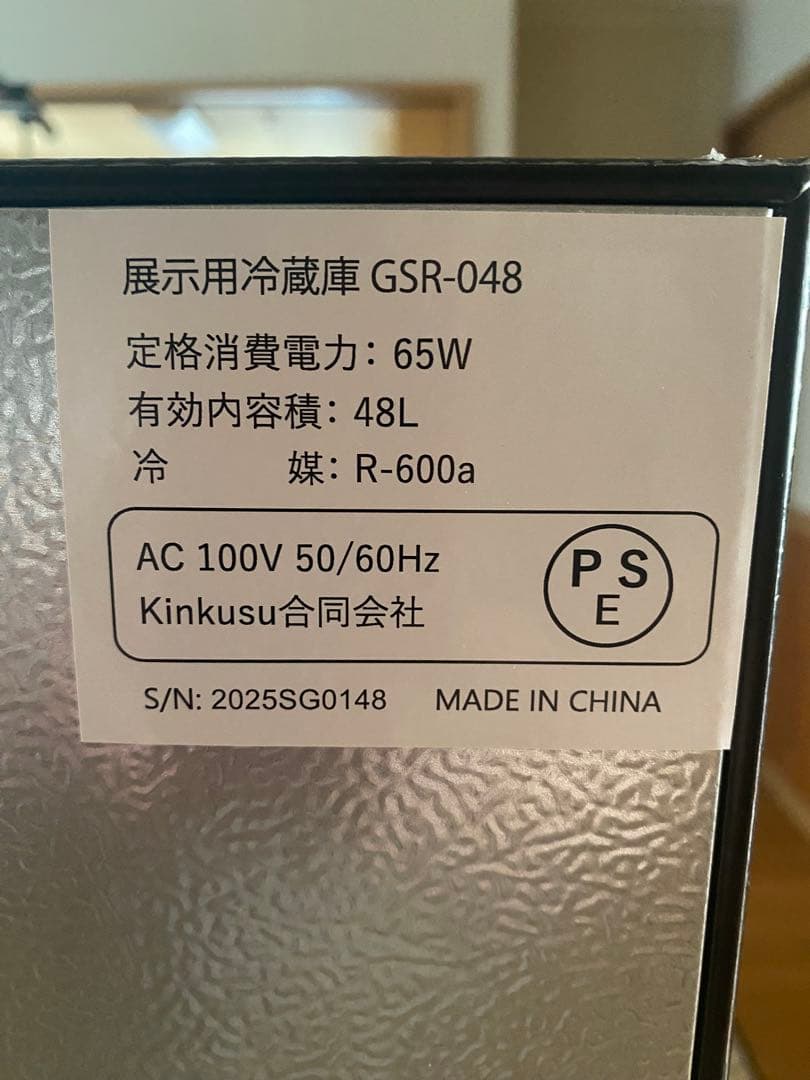 展示用冷蔵庫 GSR-048
定格消費電力：65W
有効内容積：48L
冷　　　媒：R-600a
AC 100V 50/60Hz
Kinkusu合同会社
PSE
S/N: 2025SG0148 MADE IN CHINA